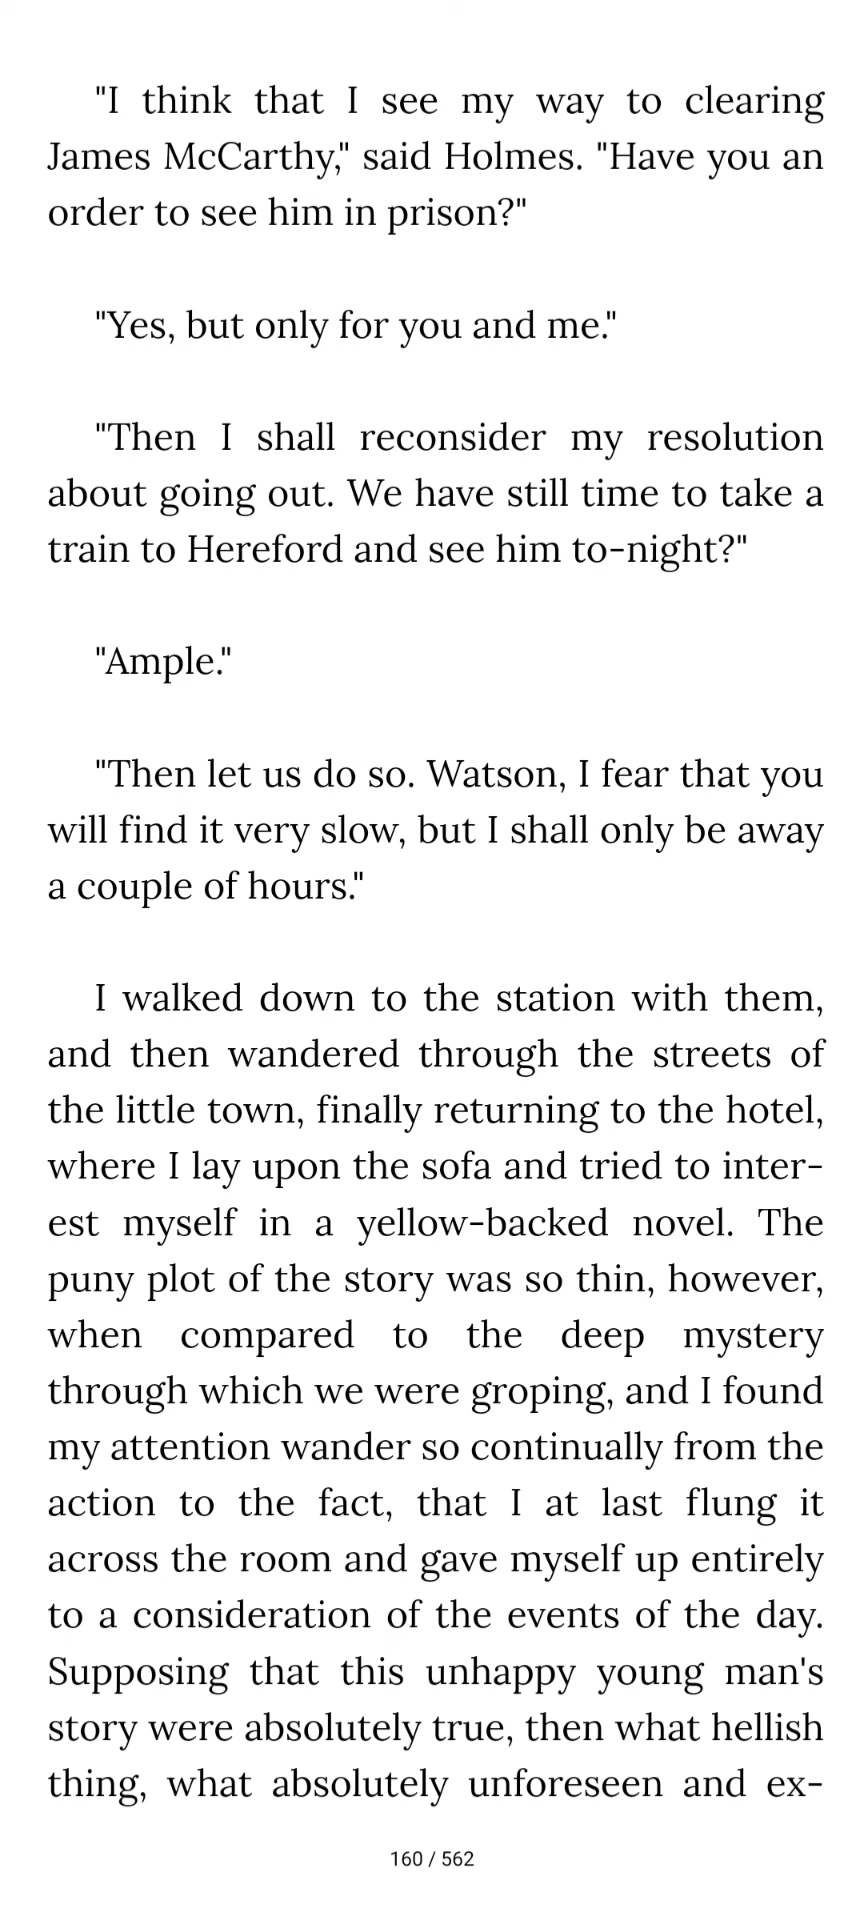 "I think that I see my way to clearing
James McCarthy," said Holmes. "Have you an
order to see him in prison?"
"Yes, but only for you and me."
"Then I shall reconsider my resolution
about going out. We have still time to take a
train to Hereford and see him to-night?"
"Ample."
"Then let us do so. Watson, I fear that you
will find it very slow, but I shall only be away
a couple of hours."
I walked down to the station with them,
and then wandered through the streets of
the little town, finally returning to the hotel,
where I lay upon the sofa and tried to inter-
est myself in a yellow-backed novel. The
puny plot of the story was so thin, however,
when compared to the deep mystery
through which we were groping, and I found
my attention wander so continually from the
action to the fact, that I at last flung it
across the room and gave myself up entirely
to a consideration of the events of the day.
Supposing that this unhappy young man's
story were absolutely true, then what hellish
thing, what absolutely unforeseen and ex-
160 / 562